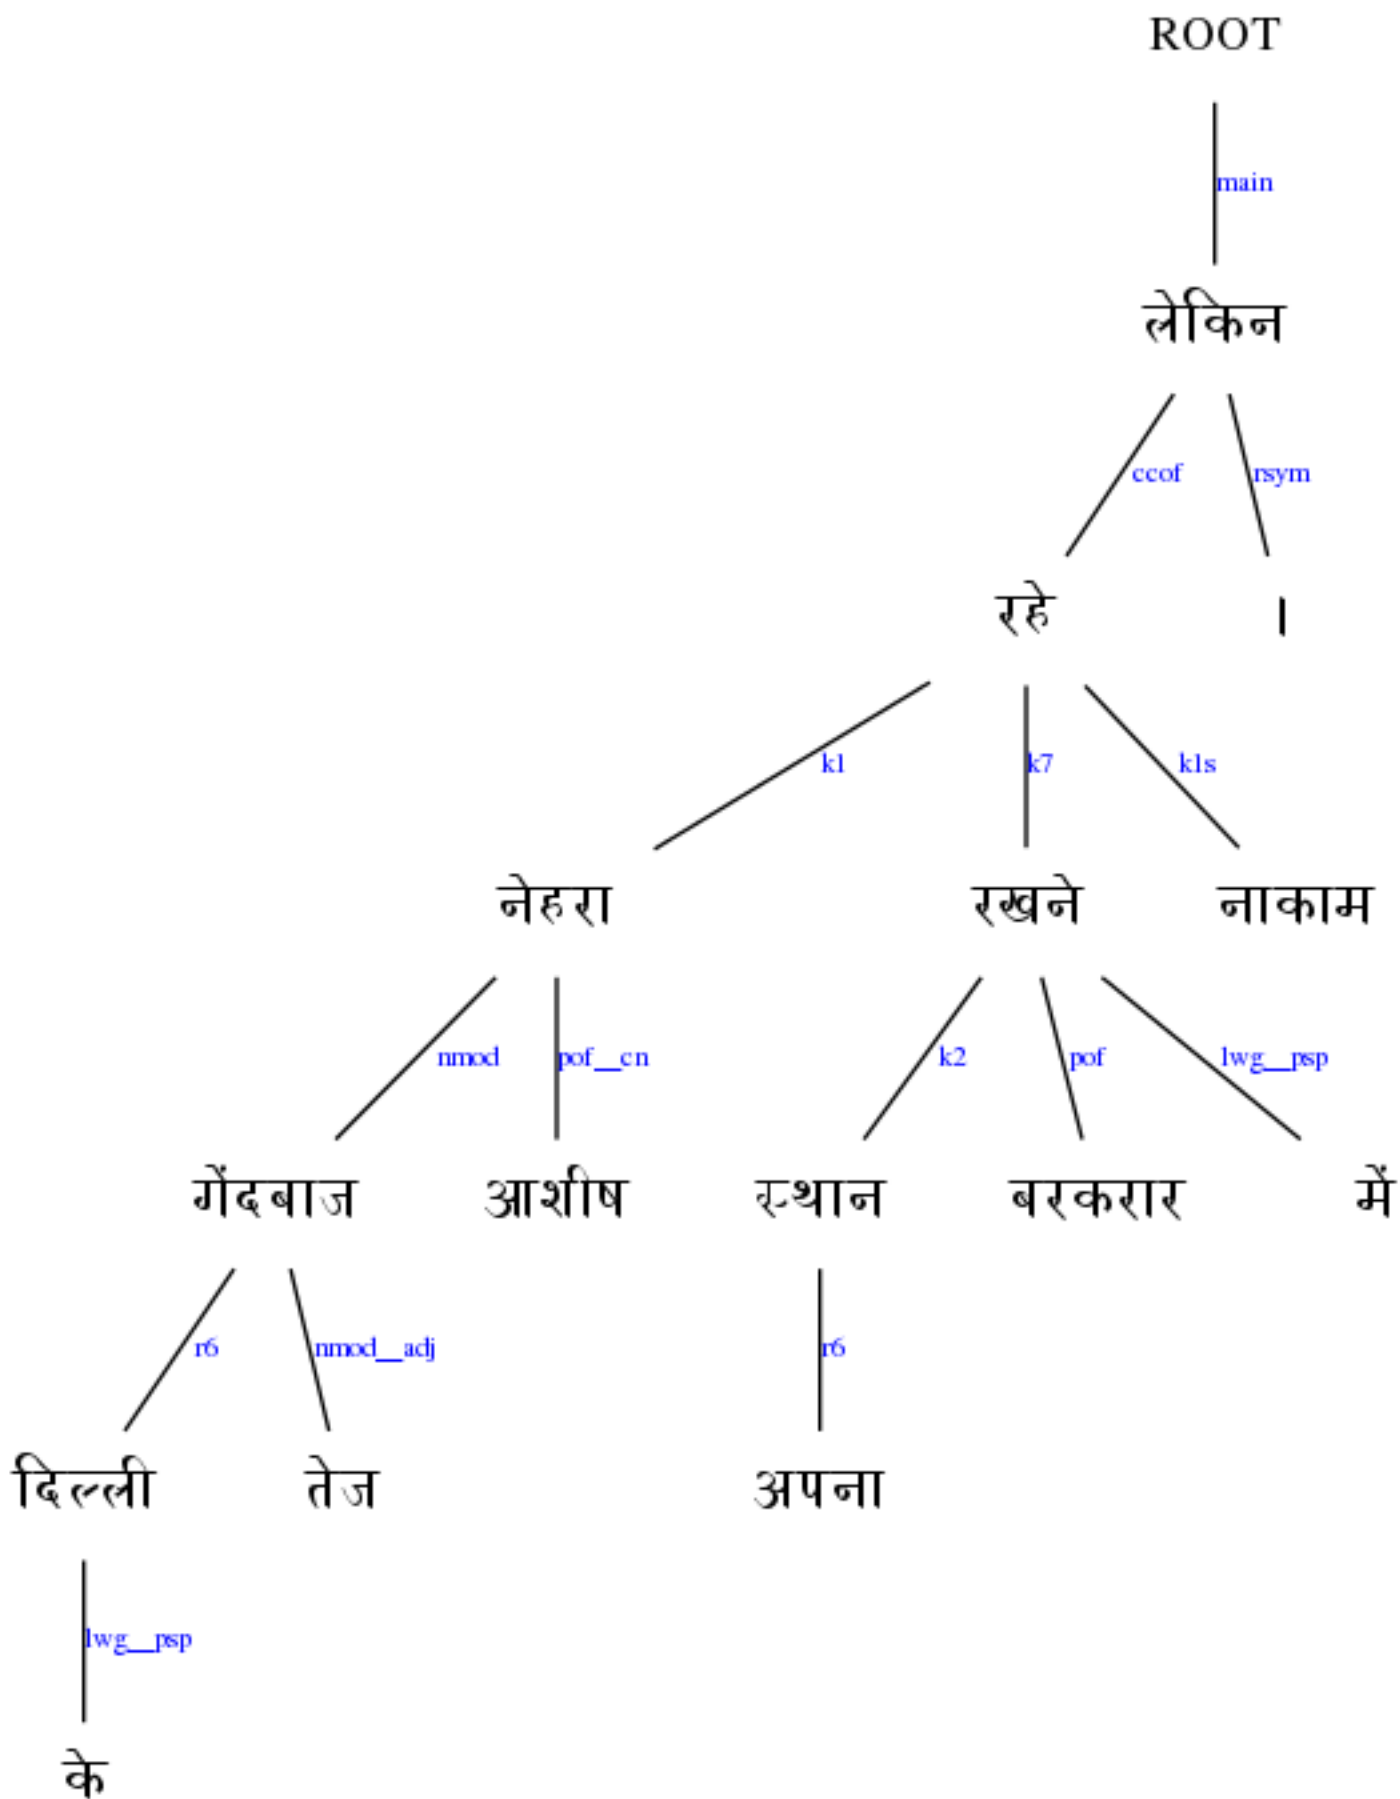 ROOT
main
लेकिन
ccof rsym
रहे ।
k1 k7 k1s
नेहरा रखने नाकाम
nmod pof__cn k2 pof lwg__psp
गेंदबाज आशीष स्थान बरकरार में
r6 nmod__adj r6
दिल्ली तेज अपना
lwg__psp
के